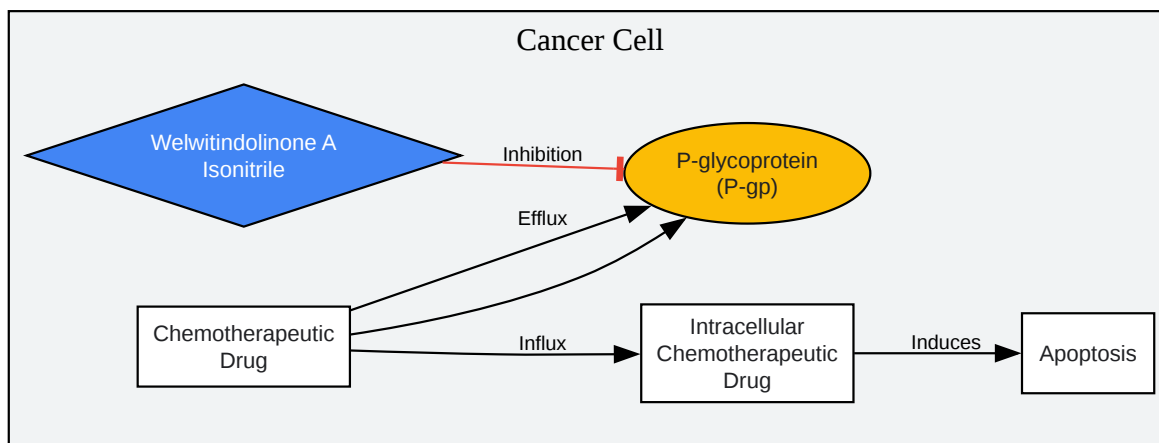 Cancer Cell
Welwitindolinone A
Isonitrile
Inhibition
P-glycoprotein
(P-gp)
Efflux
Chemotherapeutic
Drug
Influx
Intracellular
Chemotherapeutic
Drug
Induces
Apoptosis